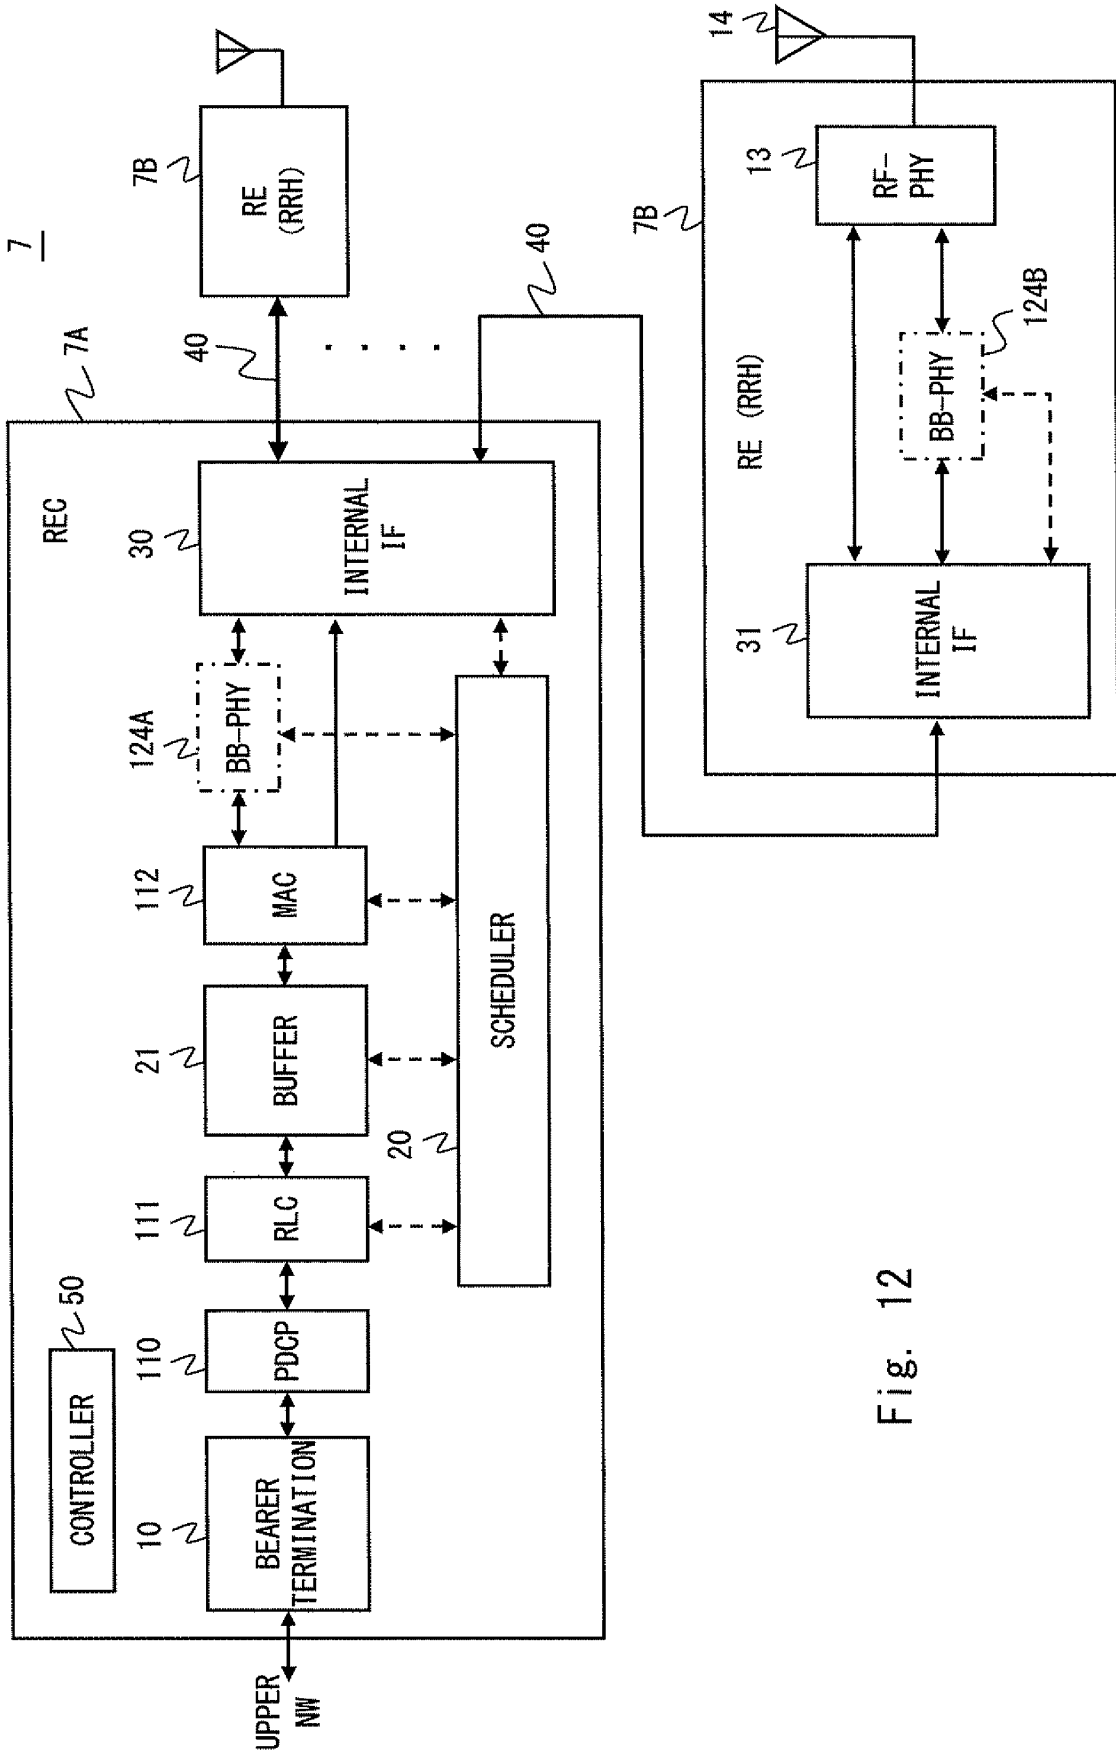 7
7A
REC
CONTROLLER
50
UPPER
NW
10
BEARER
TERMINATION
110
PDCP
111
RLC
21
BUFFER
112
MAC
124A
BB-PHY
30
INTERNAL
IF
20
SCHEDULER
40
7B
RE
(RRH)
. . . .
40
7B
RE (RRH)
31
INTERNAL
IF
BB-PHY
124B
13
RF-
PHY
14
Fig. 12